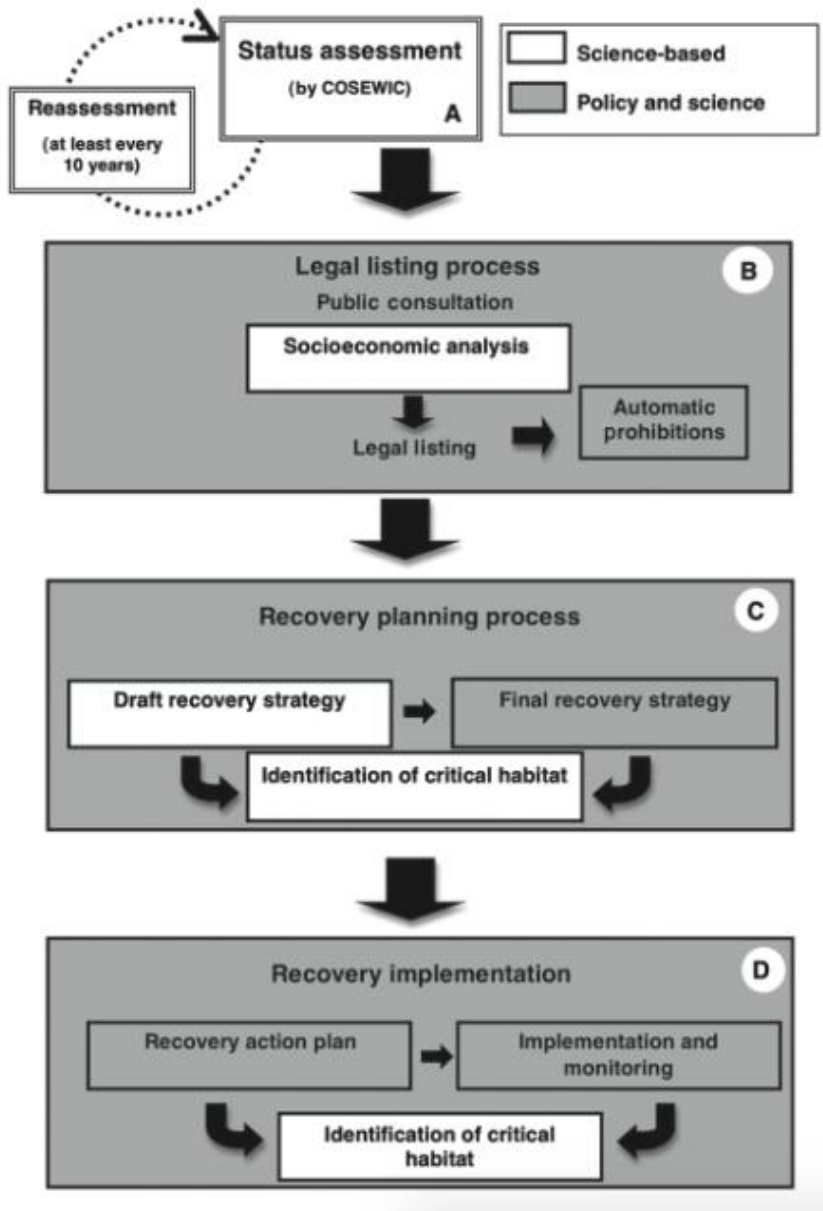 Status assessment
(by COSEWIC)
A
Reassessment
(at least every
10 years)
Science-based
Policy and science
Legal listing process
B
Public consultation
Socioeconomic analysis
Legal listing
Automatic
prohibitions
Recovery planning process
C
Draft recovery strategy
Final recovery strategy
Identification of critical habitat
Recovery implementation
D
Recovery action plan
Implementation and
monitoring
Identification of critical
habitat